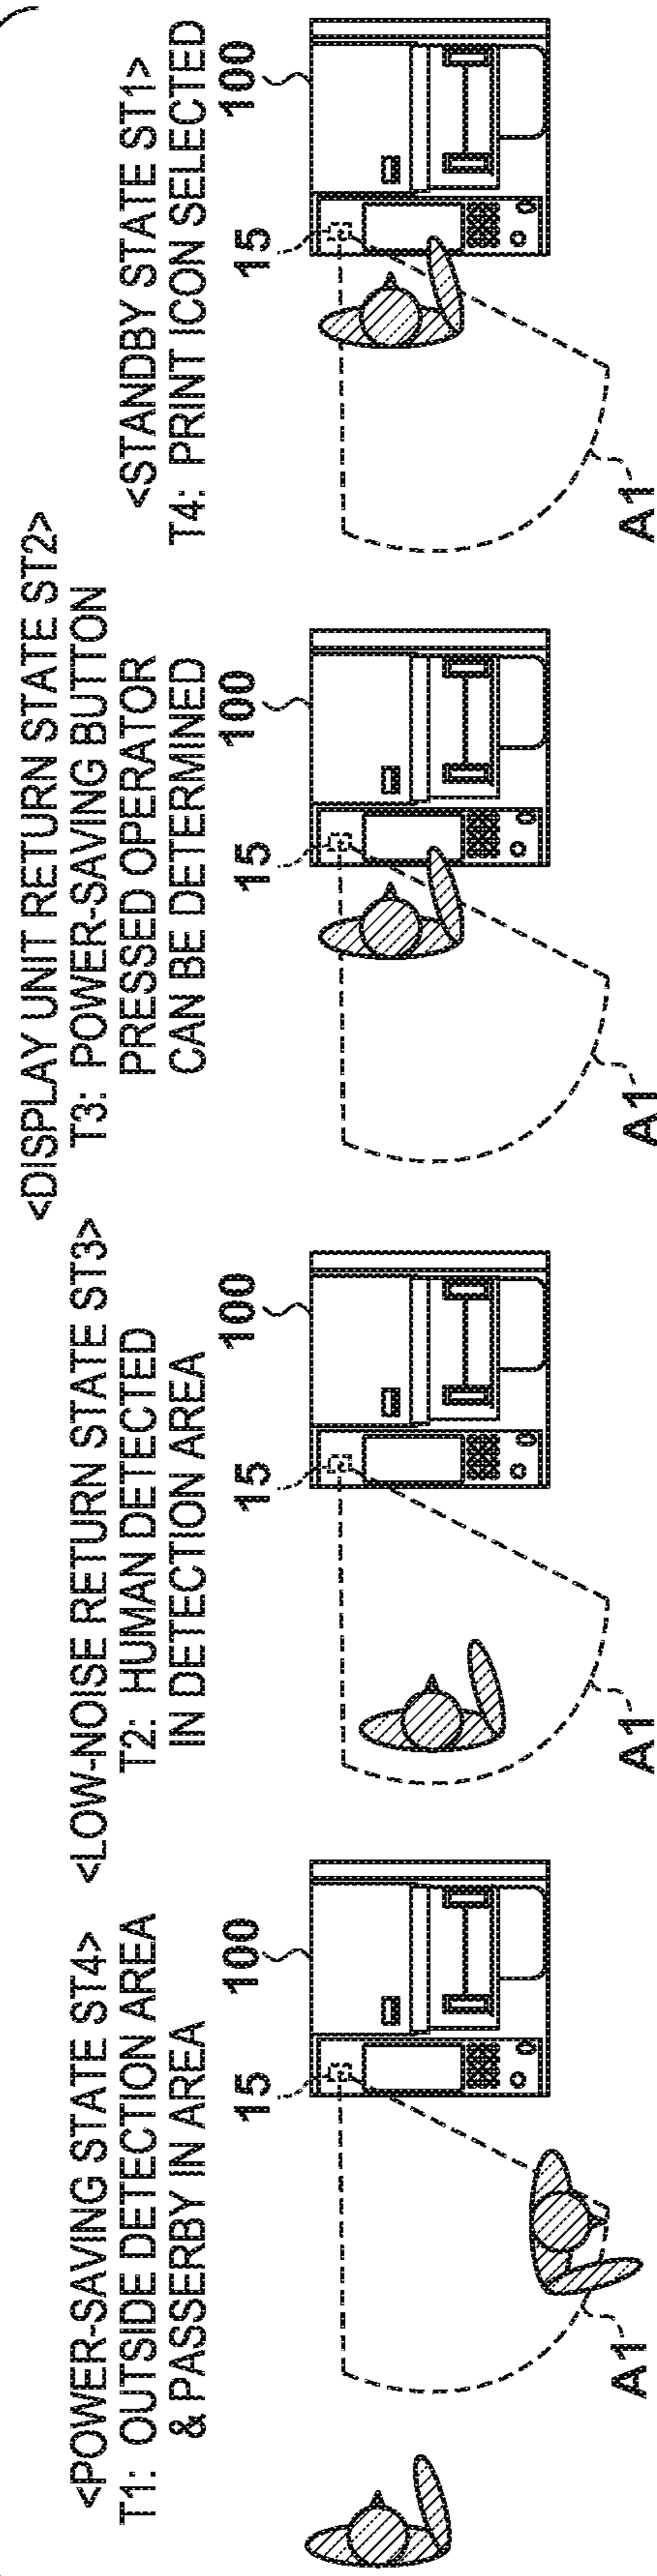 <POWER-SAVING STATE ST4>
T1: OUTSIDE DETECTION AREA
& PASSERBY IN AREA
15
100
A1
<LOW-NOISE RETURN STATE ST3>
T2: HUMAN DETECTED
IN DETECTION AREA
15
100
A1
<DISPLAY UNIT RETURN STATE ST2>
T3: POWER-SAVING BUTTON
PRESSED OPERATOR
CAN BE DETERMINED
15
100
A1
<STANDBY STATE ST1>
T4: PRINT ICON SELECTED
15
100
A1